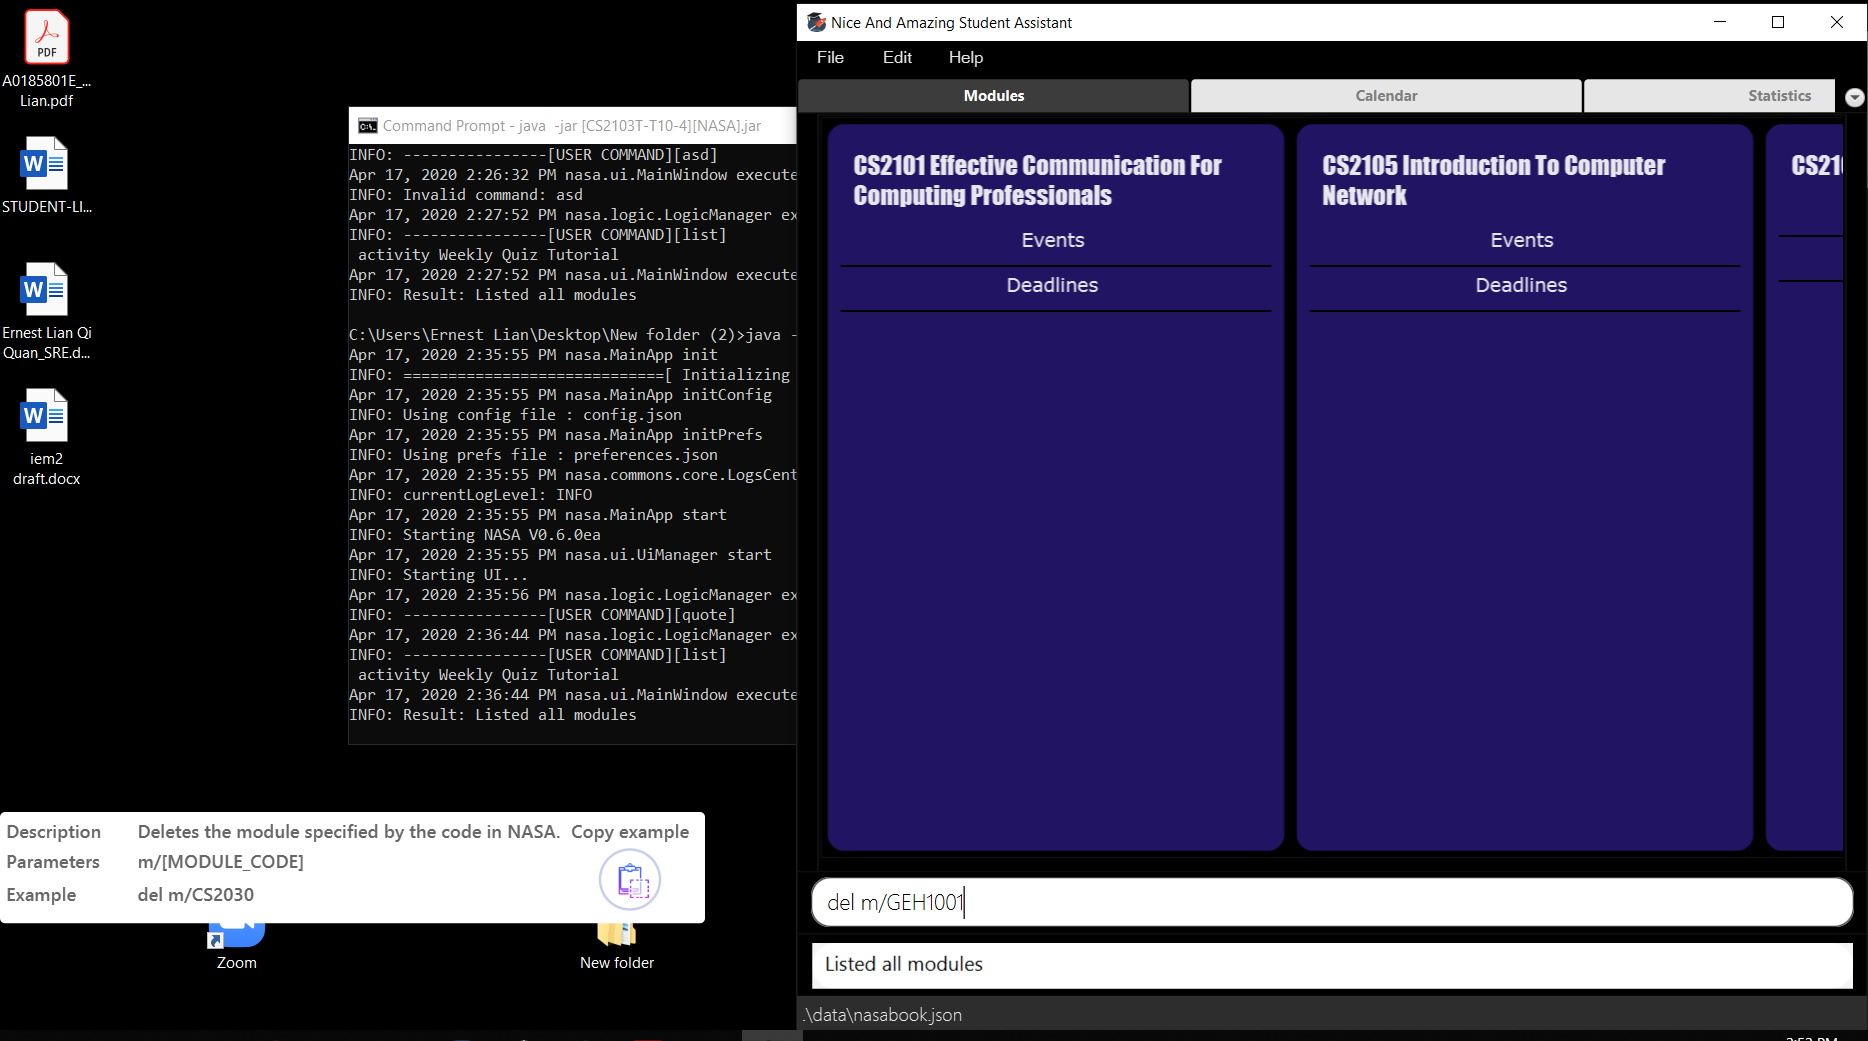 PDF
A0185801E_...
Lian.pdf
STUDENT-LI...
Ernest Lian Qi
Quan_SRE.d...
iem2
draft.docx
Command Prompt - java  -jar [CS2103T-T10-4][NASA].jar
INFO: ----------------[USER COMMAND][asd]
Apr 17, 2020 2:26:32 PM nasa.ui.MainWindow execute
INFO: Invalid command: asd
Apr 17, 2020 2:27:52 PM nasa.logic.LogicManager ex
INFO: ----------------[USER COMMAND][list]
activity Weekly Quiz Tutorial
Apr 17, 2020 2:27:52 PM nasa.ui.MainWindow execute
INFO: Result: Listed all modules
C:\Users\Ernest Lian\Desktop\New folder (2)>java -
Apr 17, 2020 2:35:55 PM nasa.MainApp init
INFO: =============================[ Initializing
Apr 17, 2020 2:35:55 PM nasa.MainApp initConfig
INFO: Using config file : config.json
Apr 17, 2020 2:35:55 PM nasa.MainApp initPrefs
INFO: Using prefs file : preferences.json
Apr 17, 2020 2:35:55 PM nasa.commons.core.LogsCent
INFO: currentLogLevel: INFO
Apr 17, 2020 2:35:55 PM nasa.MainApp start
INFO: Starting NASA V0.6.0ea
Apr 17, 2020 2:35:55 PM nasa.ui.UiManager start
INFO: Starting UI...
Apr 17, 2020 2:35:56 PM nasa.logic.LogicManager ex
INFO: ----------------[USER COMMAND][quote]
Apr 17, 2020 2:36:44 PM nasa.logic.LogicManager ex
INFO: ----------------[USER COMMAND][list]
activity Weekly Quiz Tutorial
Apr 17, 2020 2:36:44 PM nasa.ui.MainWindow execute
INFO: Result: Listed all modules
Description Deletes the module specified by the code in NASA. Copy example
Parameters m/[MODULE_CODE]
Example del m/CS2030
Zoom
New folder
Nice And Amazing Student Assistant
File Edit Help
Modules Calendar Statistics
CS2101 Effective Communication For
Computing Professionals
Events
Deadlines
CS2105 Introduction To Computer
Network
Events
Deadlines
CS210
del m/GEH1001
Listed all modules
.\data\nasabook.json